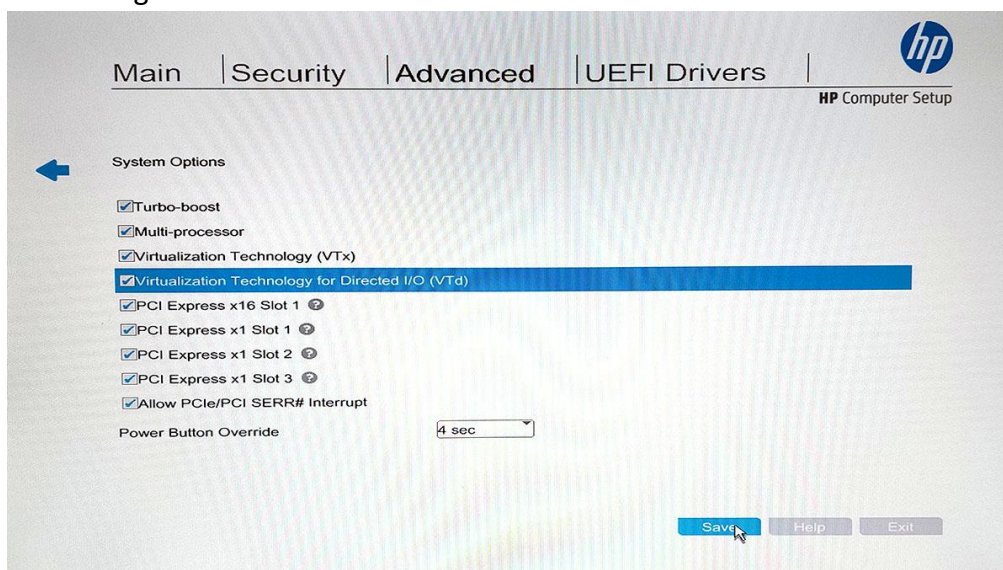 hp
Main Security Advanced UEFI Drivers
HP Computer Setup
System Options
Turbo-boost
Multi-processor
Virtualization Technology (VTx)
Virtualization Technology for Directed I/O (VTd)
PCI Express x16 Slot 1 ?
PCI Express x1 Slot 1 ?
PCI Express x1 Slot 2 ?
PCI Express x1 Slot 3 ?
Allow PCIe/PCI SERR# Interrupt
Power Button Override 4 sec
Save Help Exit